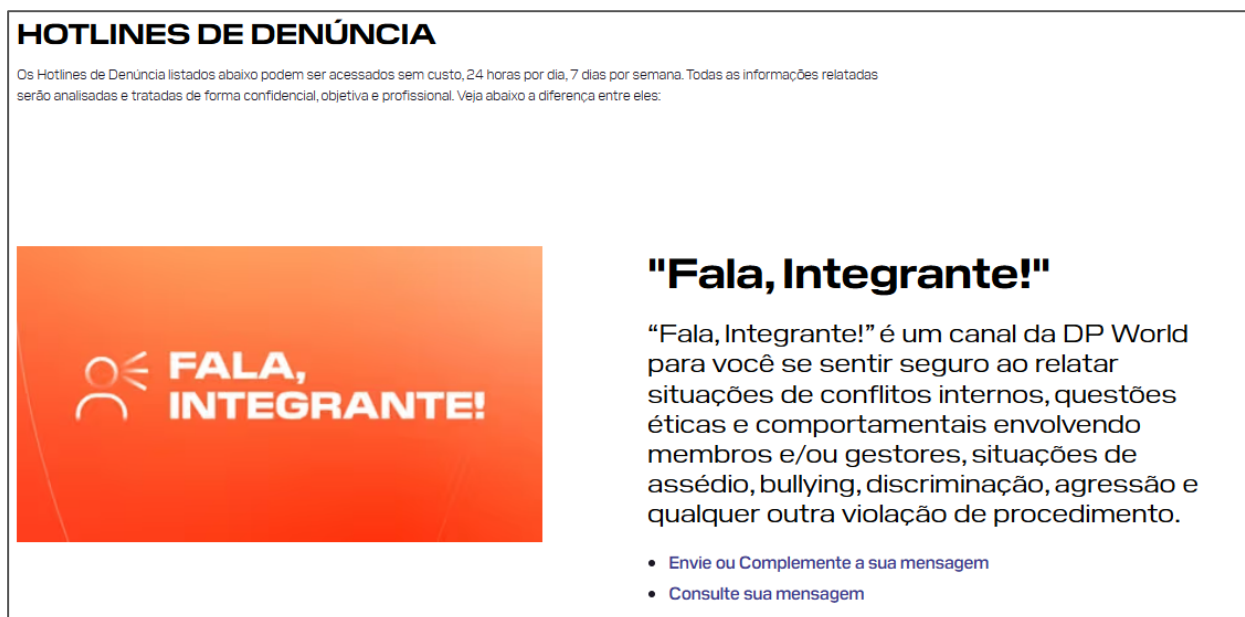 HOTLINES DE DENÚNCIA
Os Hotlines de Denúncia listados abaixo podem ser acessados sem custo, 24 horas por dia, 7 dias por semana. Todas as informações relatadas
serão analisadas e tratadas de forma confidencial, objetiva e profissional. Veja abaixo a diferença entre eles:
FALA,
INTEGRANTE!
"Fala, Integrante!"
“Fala, Integrante!” é um canal da DP World
para você se sentir seguro ao relatar
situações de conflitos internos, questões
éticas e comportamentais envolvendo
membros e/ou gestores, situações de
assédio, bullying, discriminação, agressão e
qualquer outra violação de procedimento.
• Envie ou Complemente a sua mensagem
• Consulte sua mensagem